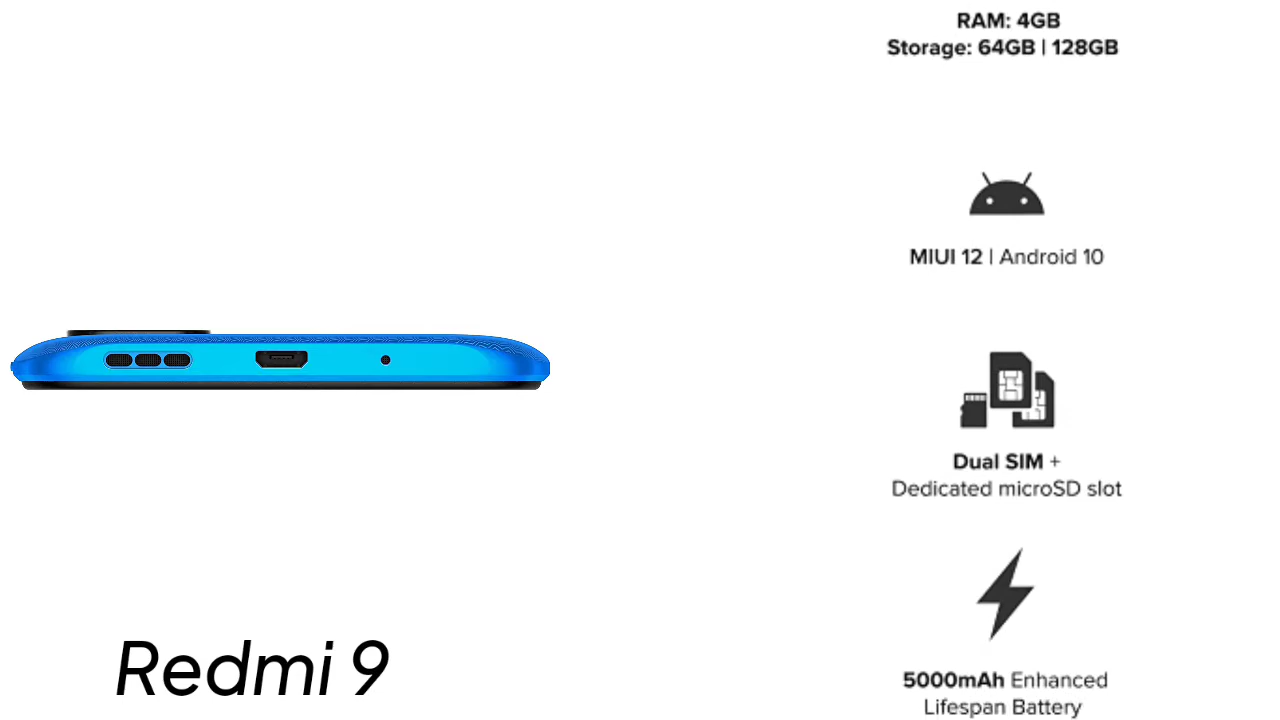 RAM: 4GB
Storage: 64GB | 128GB
MIUI 12 | Android 10
Dual SIM +
Dedicated microSD slot
5000mAh Enhanced
Lifespan Battery
Redmi 9